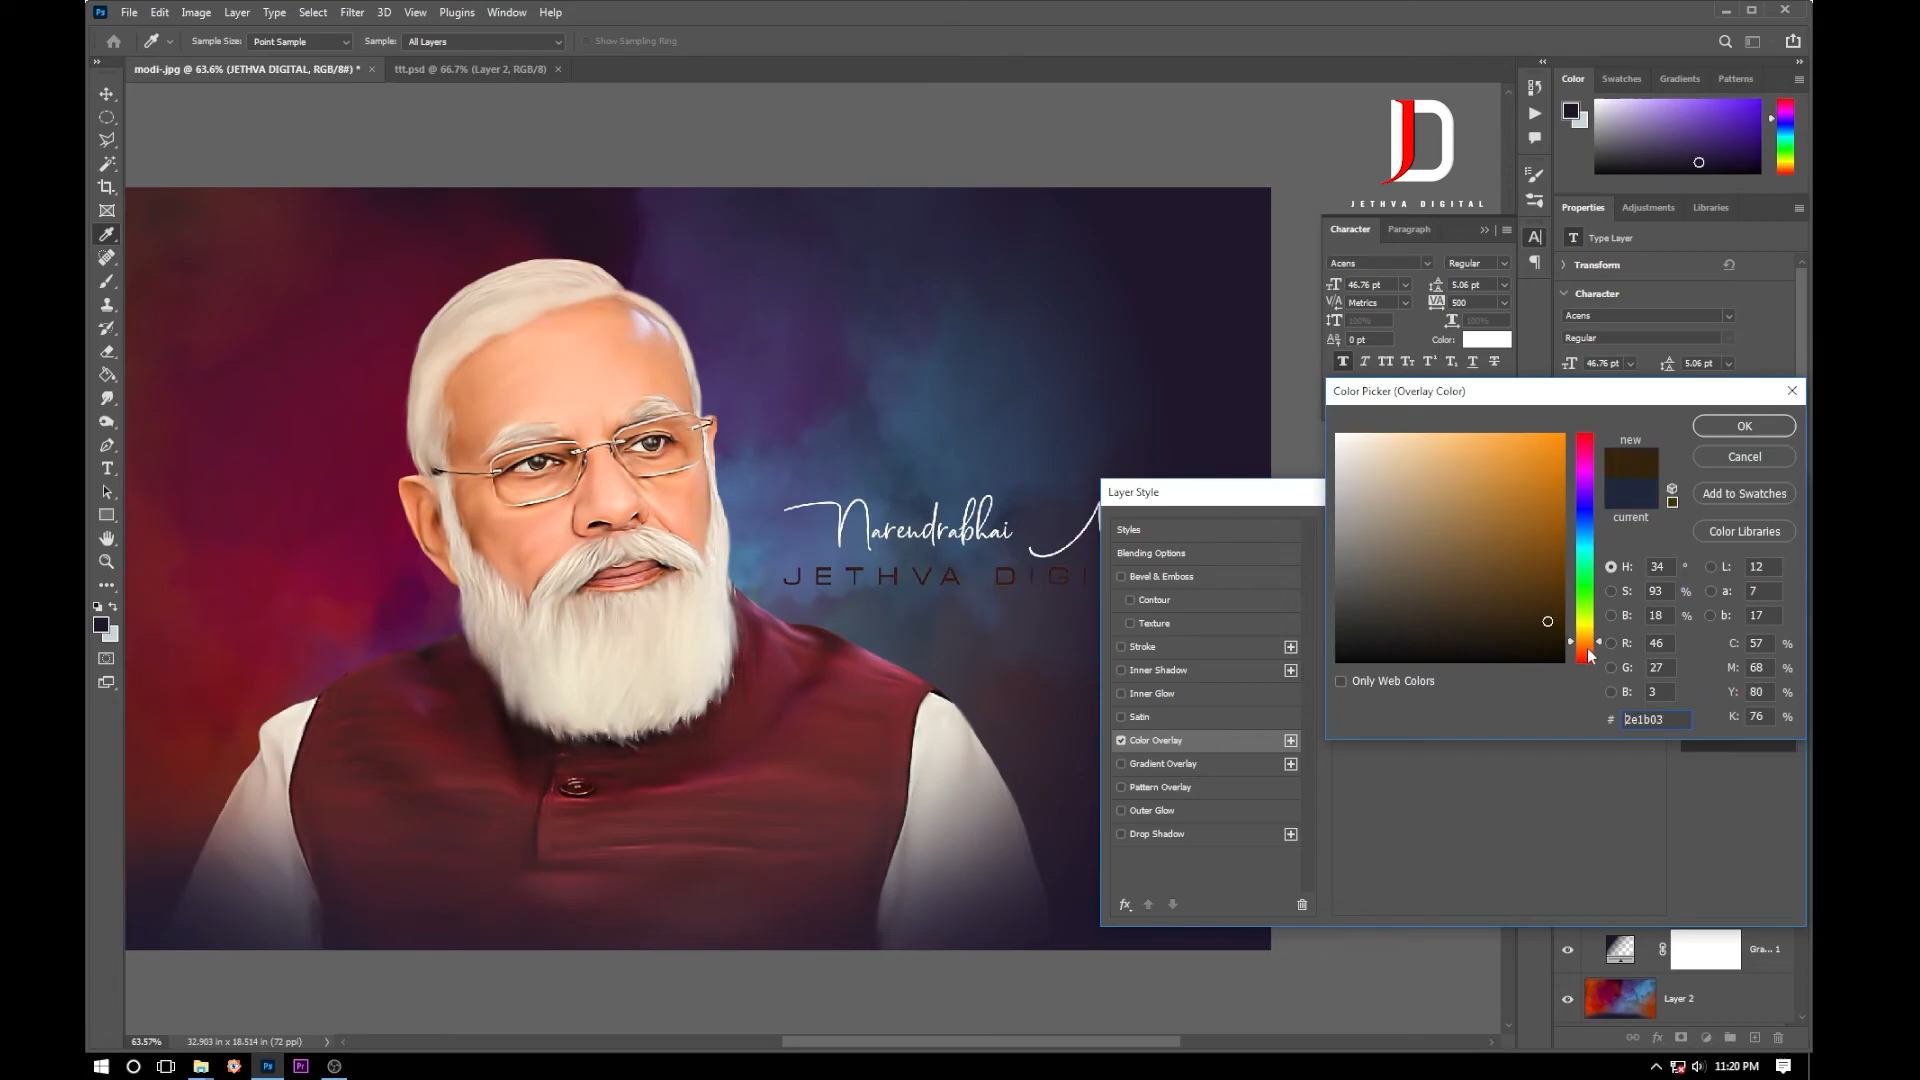 File Edit Image Layer Type Select Filter 3D View Plugins Window Help
Sample Size: Point Sample Sample: All Layers Show Sampling Ring
modi-.jpg @ 63.6% (JETHVA DIGITAL, RGB/8#) * × ttt.psd @ 66.7% (Layer 2, RGB/8) ×
Color Swatches Gradients Patterns
JD
JETHVA DIGITAL
Properties Adjustments Libraries
Character Paragraph
T Type Layer
Acens Regular
Transform
46.76 pt 5.06 pt
Character
Metrics 500
Acens
100% 100%
Regular
0 pt Color:
46.76 pt 5.06 pt
Color Picker (Overlay Color)
new
OK
Cancel
Add to Swatches
current
Color Libraries
H: 34 ° L: 12
S: 93 % a: 7
B: 18 % b: 17
R: 46 C: 57 %
G: 27 M: 68 %
B: 3 Y: 80 %
# 2e1b03 K: 76 %
Only Web Colors
Narendrabhai
JETHVA DIGI
Layer Style
Styles
Blending Options
Bevel & Emboss
Contour
Texture
Stroke
Inner Shadow
Inner Glow
Satin
Color Overlay
Gradient Overlay
Pattern Overlay
Outer Glow
Drop Shadow
fx
Gra... 1
Layer 2
63.57% 32.903 in x 18.514 in (72 ppi)
11:20 PM